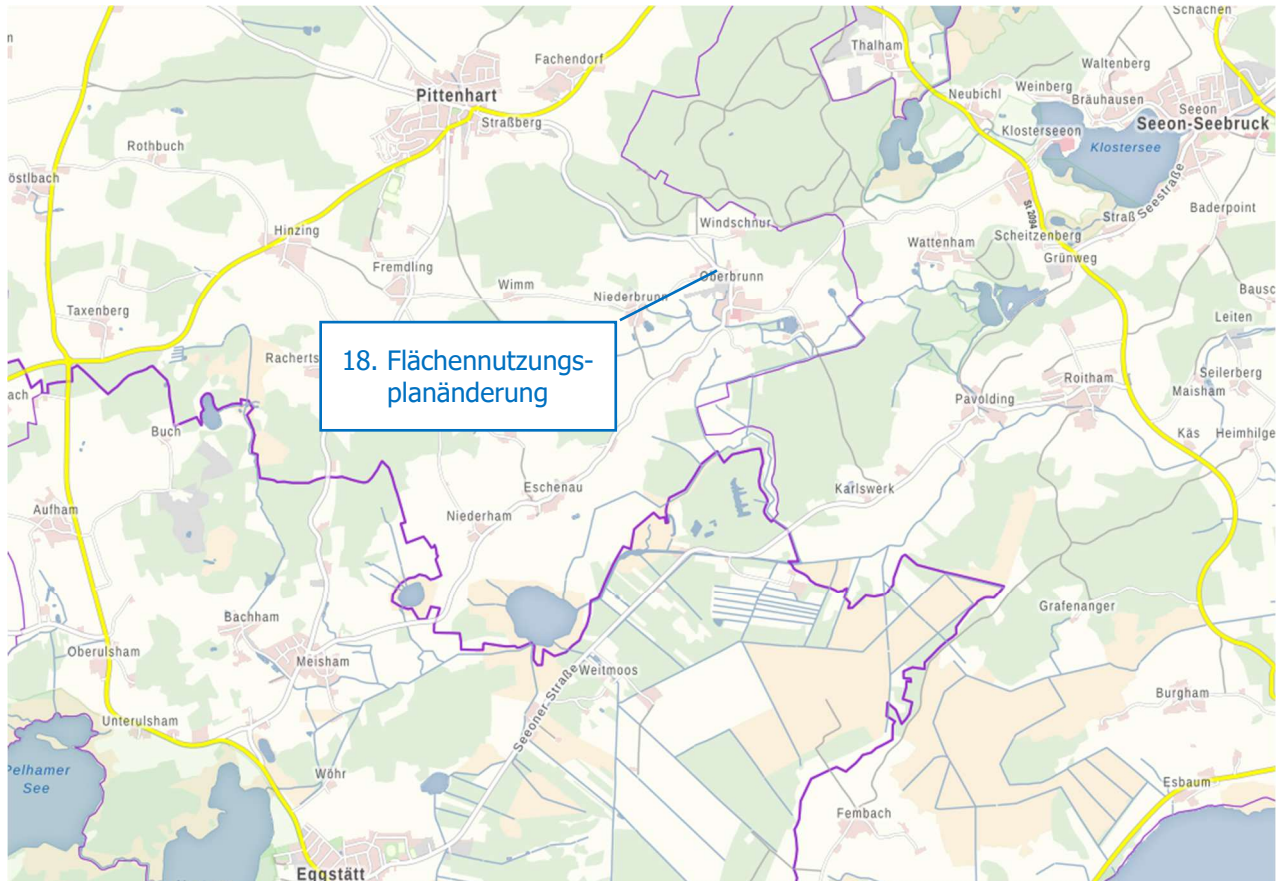 Schachen
Thalham
Fachendorf
Waltenberg
Pittenhart
Neubichl
Weinberg
Bräuhausen
Seeon
Straßberg
Klosterseeon
Seeon-Seebruck
Rothbuch
Klostersee
östlbach
St 2094
Straß
Seestraße
Baderpoint
Windschnur
Hinzing
Wattenham
Scheitzenberg
Grünweg
Fremdling
Oberbrunn
Wimm
Niederbrunn
Bausc
Taxenberg
Leiten
18. Flächennutzungs-
planänderung
Racherts
Seilerberg
Roitham
Maisham
ach
Pavolding
Buch
Käs
Heimhilge
Eschenau
Karlswerk
Aufham
Niederham
Grafenanger
Bachham
Oberulsham
Meisham
Weitmoos
Seeoner-Straße
Burgham
Unterulsham
Pelhamer
See
Wöhr
Esbaum
Fembach
Eggstätt